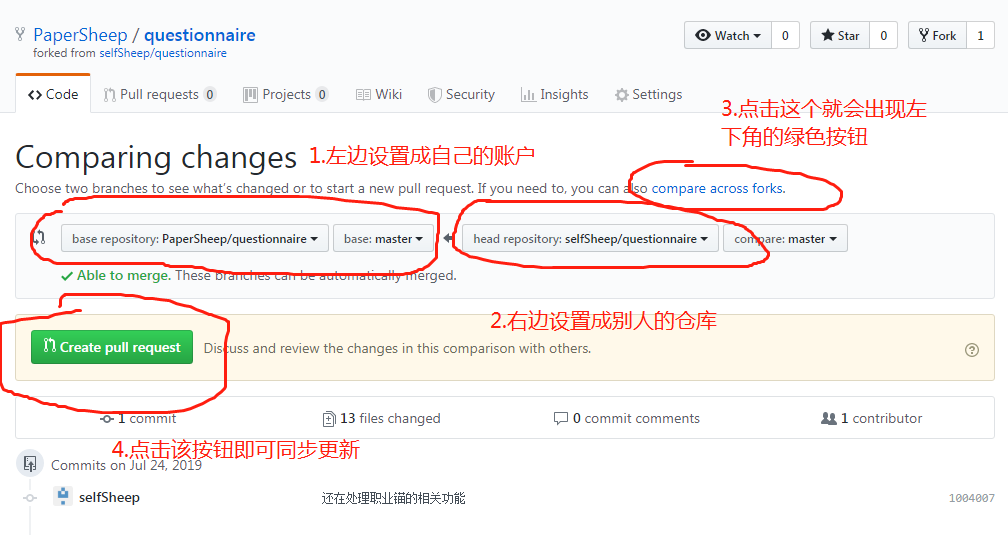 PaperSheep / questionnaire
forked from selfSheep/questionnaire
Watch 0 Star 0 Fork 1
Code Pull requests 0 Projects 0 Wiki Security Insights Settings
3.点击这个就会出现左
下角的绿色按钮
Comparing changes
1.左边设置成自己的账户
Choose two branches to see what's changed or to start a new pull request. If you need to, you can also compare across forks.
base repository: PaperSheep/questionnaire base: master head repository: selfSheep/questionnaire compare: master
Able to merge. These branches can be automatically merged.
2.右边设置成别人的仓库
Create pull request Discuss and review the changes in this comparison with others.
1 commit 13 files changed 0 commit comments 1 contributor
4.点击该按钮即可同步更新
Commits on Jul 24, 2019
selfSheep 还在处理职业锚的相关功能 1004007